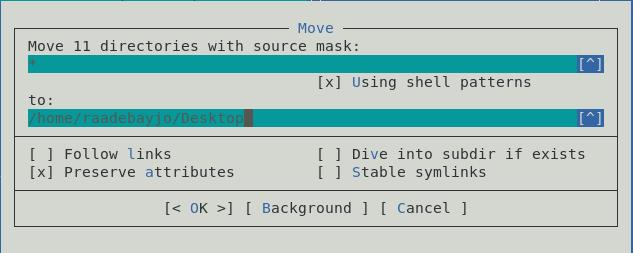 Move
Move 11 directories with source mask:
* [^]
[x] Using shell patterns
to:
/home/raadebayjo/Desktop [^]
[ ] Follow links [ ] Dive into subdir if exists
[x] Preserve attributes [ ] Stable symlinks
[< OK >] [ Background ] [ Cancel ]